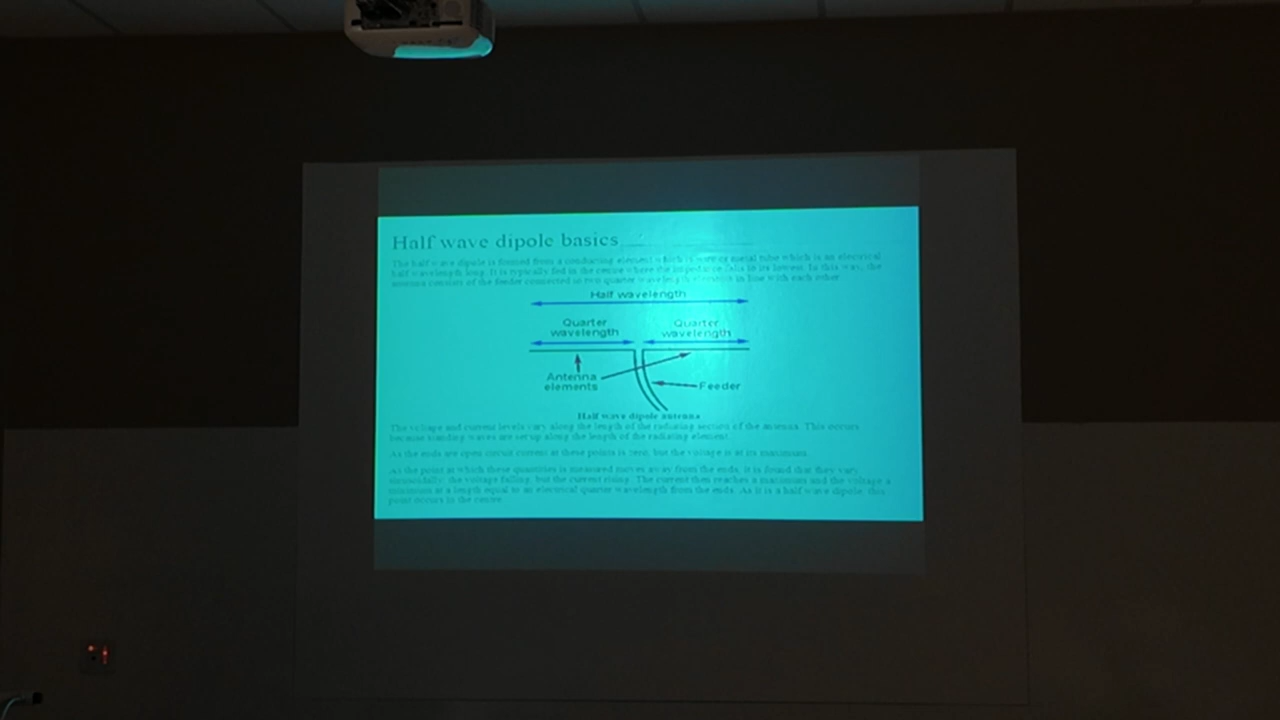 Half wave dipole basics
The half wave dipole is formed from a conducting element which is wire or metal tube which is an electrical
half wavelength long. It is typically fed in the centre where the impedance falls to its lowest. In this way, the
antenna consists of the feeder connected to two quarter wavelength elements in line with each other.
Half wavelength
Quarter wavelength
Quarter wavelength
Antenna elements
Feeder
Half wave dipole antenna
The voltage and current levels vary along the length of the radiating section of the antenna. This occurs
because standing waves are set up along the length of the radiating element.
As the ends are open circuit current at these points is zero, but the voltage is at its maximum.
As the point at which these quantities is measured moves away from the ends, it is found that they vary
sinusoidally: the voltage falling, but the current rising. The current then reaches a maximum and the voltage a
minimum at a length equal to an electrical quarter wavelength from the ends. As it is a half wave dipole, this
point occurs in the centre.